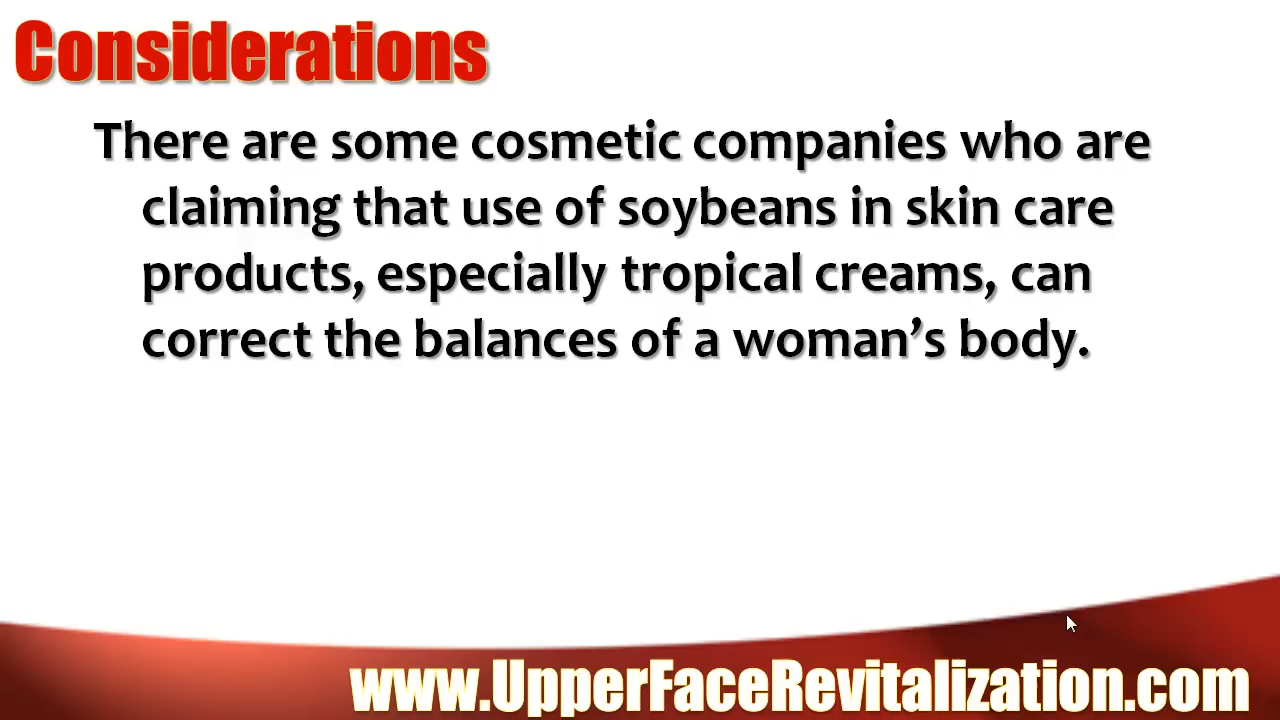 Considerations
There are some cosmetic companies who are
claiming that use of soybeans in skin care
products, especially tropical creams, can
correct the balances of a woman’s body.
www.UpperFaceRevitalization.com